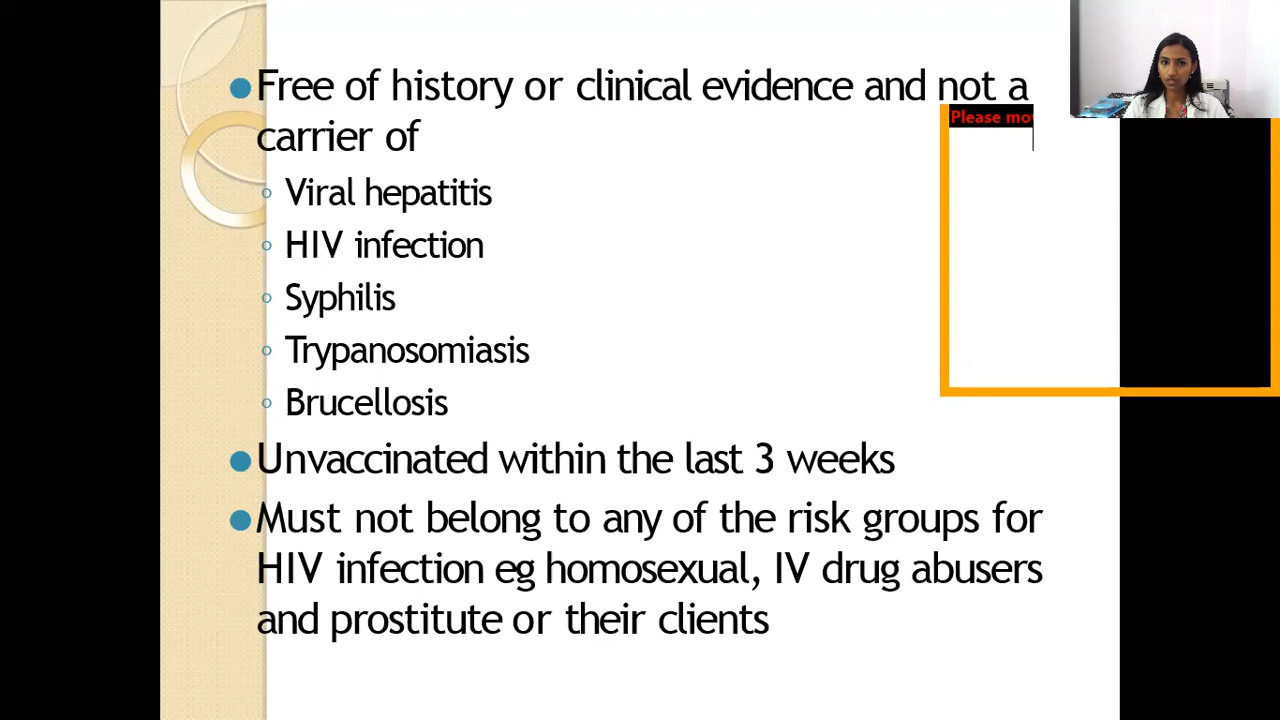 Free of history or clinical evidence and not a
carrier of
Please mo
Viral hepatitis
HIV infection
Syphilis
Trypanosomiasis
Brucellosis
Unvaccinated within the last 3 weeks
Must not belong to any of the risk groups for
HIV infection eg homosexual, IV drug abusers
and prostitute or their clients